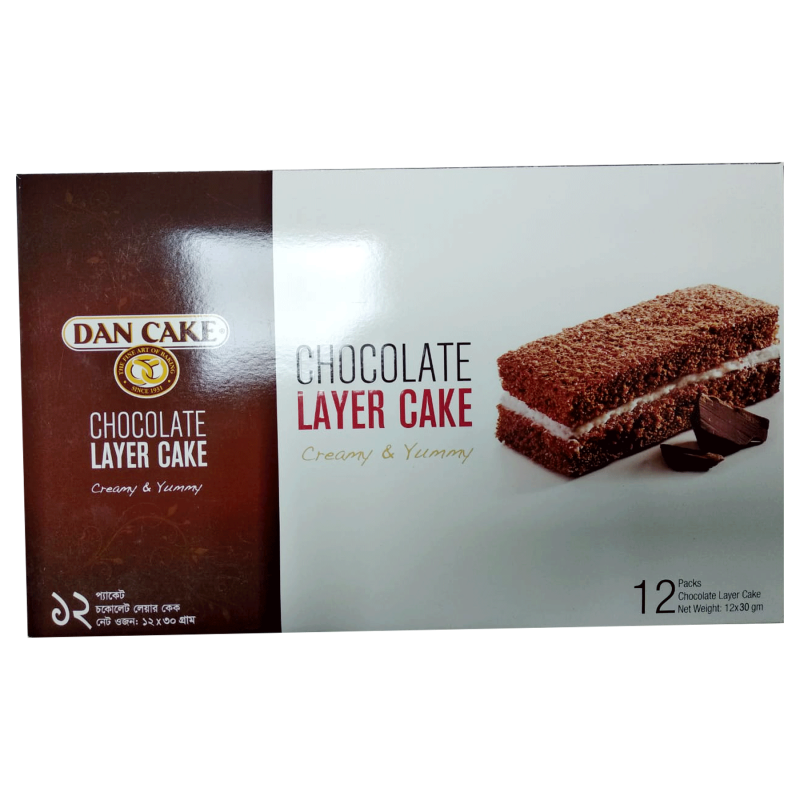 DAN CAKE
THE FINE ART OF BAKING
SINCE 1931
CHOCOLATE
LAYER CAKE
Creamy & Yummy
১২
প্যাকেট
চকোলেট লেয়ার কেক
নেট ওজন: ১২ x ৩০ গ্রাম
CHOCOLATE
LAYER CAKE
Creamy & Yummy
12
Packs
Chocolate Layer Cake
Net Weight: 12x30 gm